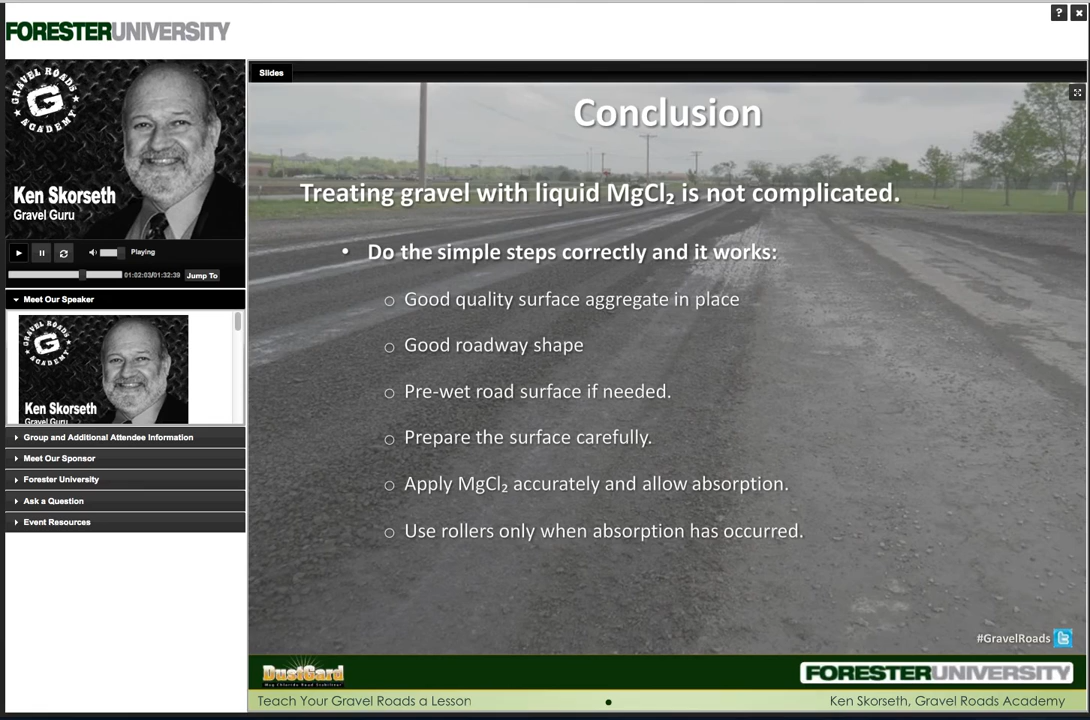 FORESTERUNIVERSITY
? ×
GRAVEL ROADS
G
ACADEMY
Ken Skorseth
Gravel Guru
Playing
01:02:03/01:32:39 Jump To
Meet Our Speaker
GRAVEL ROADS
G
ACADEMY
Ken Skorseth
Gravel Guru
Group and Additional Attendee Information
Meet Our Sponsor
Forester University
Ask a Question
Event Resources
Slides
Conclusion
Treating gravel with liquid MgCl₂ is not complicated.
• Do the simple steps correctly and it works:
o Good quality surface aggregate in place
o Good roadway shape
o Pre-wet road surface if needed.
o Prepare the surface carefully.
o Apply MgCl₂ accurately and allow absorption.
o Use rollers only when absorption has occurred.
#GravelRoads
DustGard
FORESTERUNIVERSITY
Teach Your Gravel Roads a Lesson • Ken Skorseth, Gravel Roads Academy